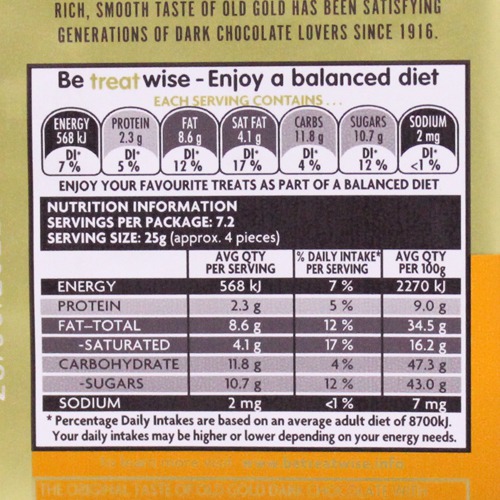 RICH, SMOOTH TASTE OF OLD GOLD HAS BEEN SATISFYING
GENERATIONS OF DARK CHOCOLATE LOVERS SINCE 1916.
Be treatwise - Enjoy a balanced diet
EACH SERVING CONTAINS...
ENERGY 568 kJ DI* 7 %
PROTEIN 2.3 g DI* 5 %
FAT 8.6 g DI* 12 %
SAT FAT 4.1 g DI* 17 %
CARBS 11.8 g DI* 4 %
SUGARS 10.7 g DI* 12 %
SODIUM 2 mg DI* <1 %
ENJOY YOUR FAVOURITE TREATS AS PART OF A BALANCED DIET
NUTRITION INFORMATION
SERVINGS PER PACKAGE: 7.2
SERVING SIZE: 25g (approx. 4 pieces)
AVG QTY PER SERVING % DAILY INTAKE* PER SERVING AVG QTY PER 100g
ENERGY 568 kJ 7 % 2270 kJ
PROTEIN 2.3 g 5 % 9.0 g
FAT–TOTAL 8.6 g 12 % 34.5 g
-SATURATED 4.1 g 17 % 16.2 g
CARBOHYDRATE 11.8 g 4 % 47.3 g
-SUGARS 10.7 g 12 % 43.0 g
SODIUM 2 mg <1 % 7 mg
* Percentage Daily Intakes are based on an average adult diet of 8700kJ.
Your daily intakes may be higher or lower depending on your energy needs.
THE ORIGINAL TASTE OF OLD GOLD DARK CHOCOLATE